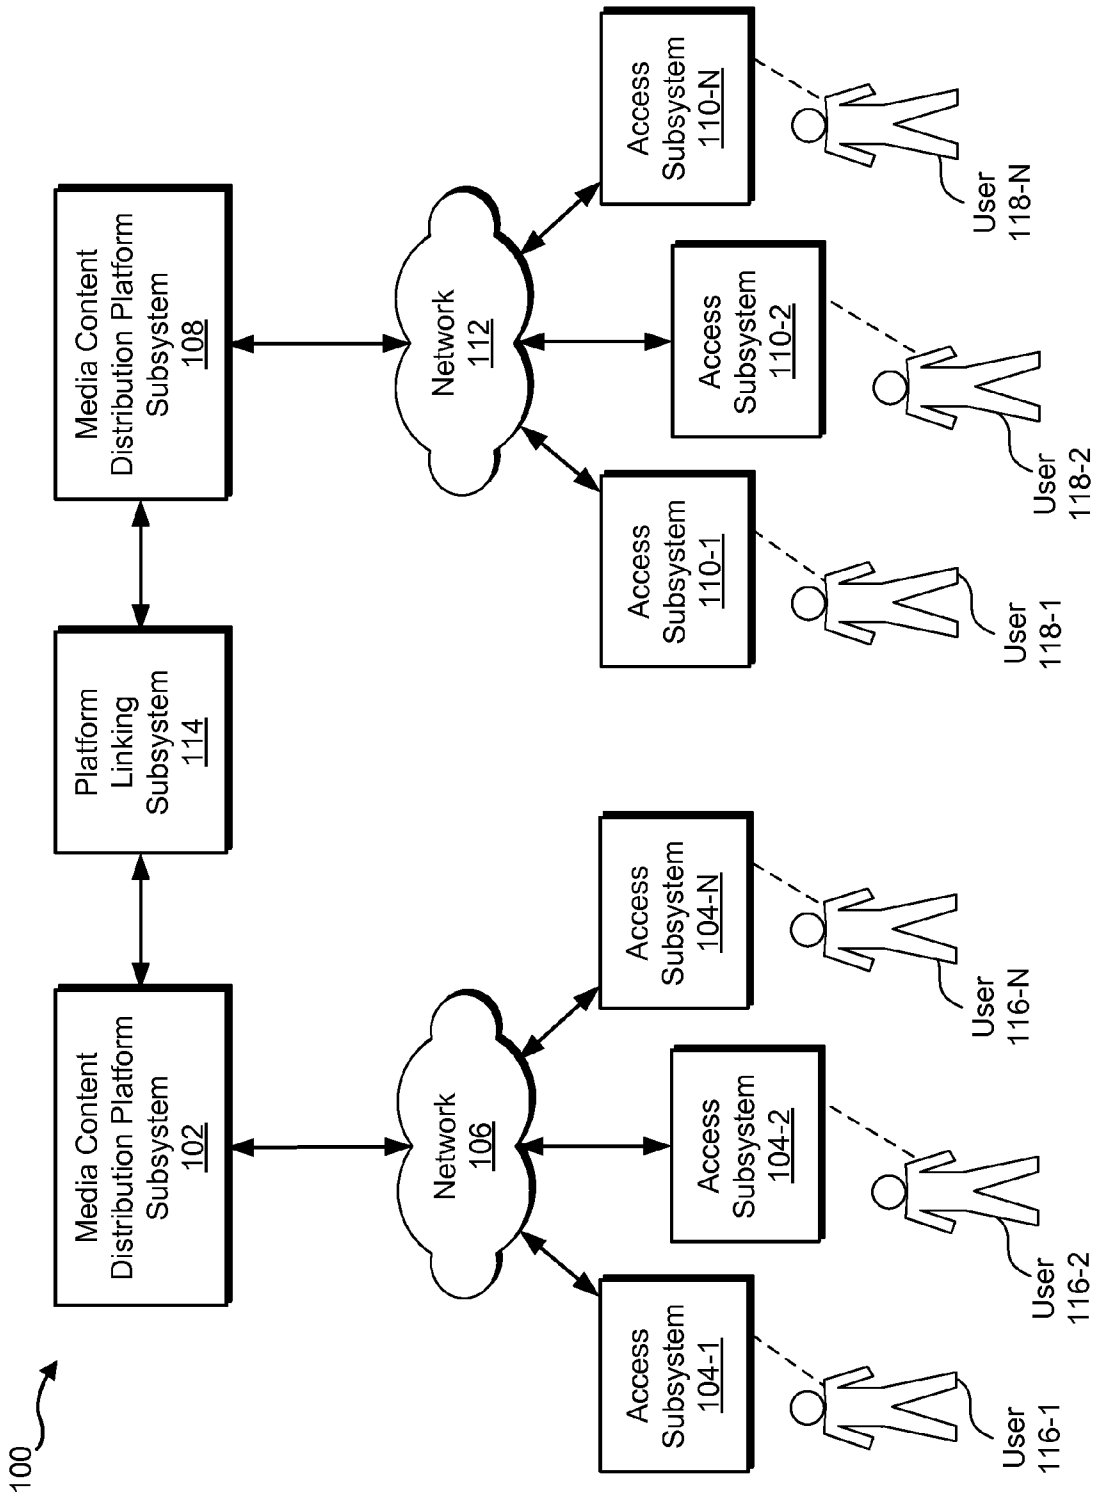 100
Media Content
Distribution Platform
Subsystem
102
Platform
Linking
Subsystem
114
Media Content
Distribution Platform
Subsystem
108
Network
106
Network
112
Access
Subsystem
104-1
Access
Subsystem
104-2
Access
Subsystem
104-N
Access
Subsystem
110-1
Access
Subsystem
110-2
Access
Subsystem
110-N
User
116-1
User
116-2
User
116-N
User
118-1
User
118-2
User
118-N